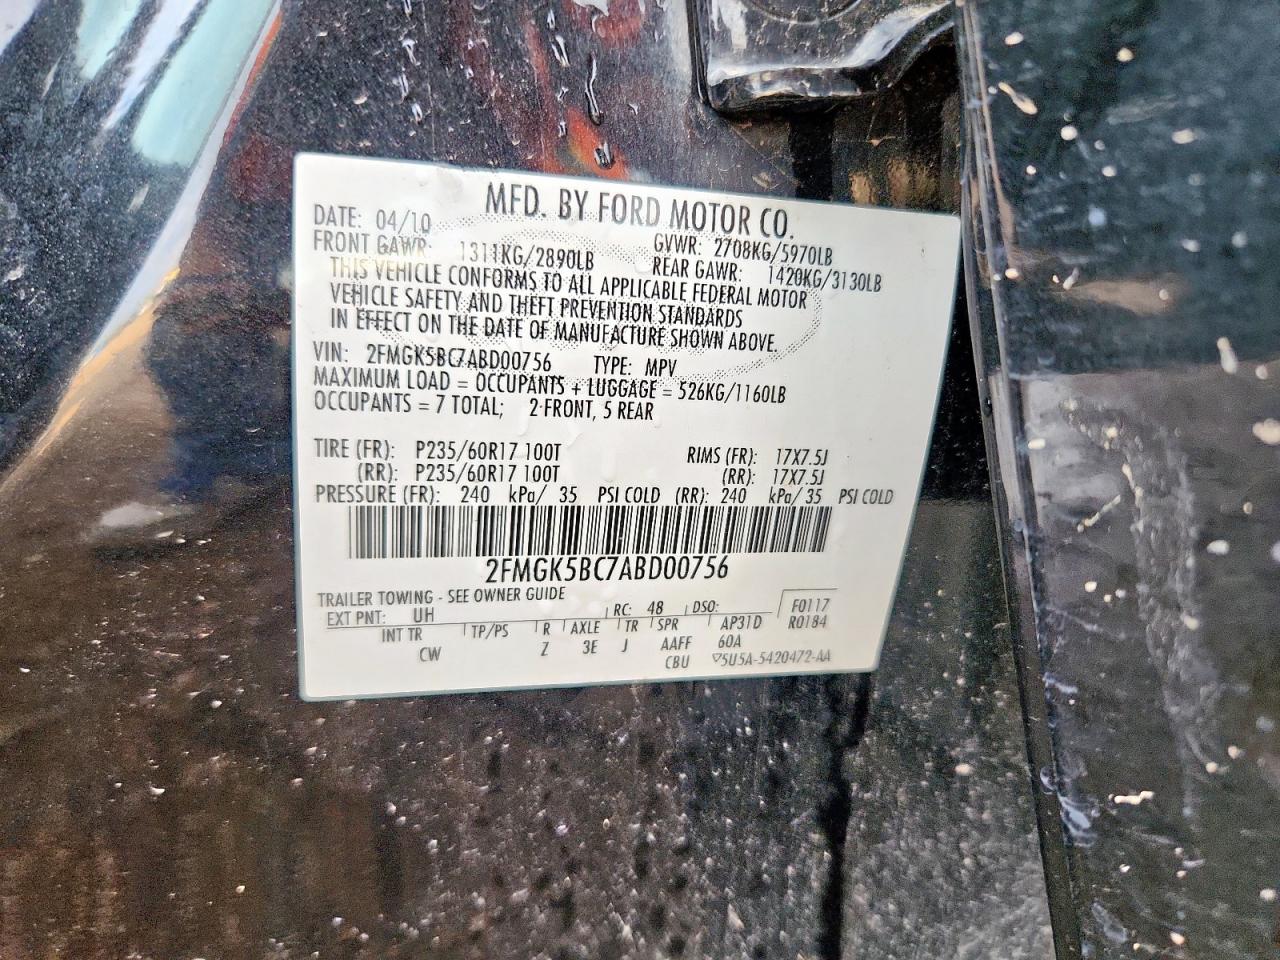 MFD. BY FORD MOTOR CO.
DATE: 04/10 GVWR: 2708KG/5970LB
FRONT GAWR: 1311KG/2890LB REAR GAWR: 1420KG/3130LB
THIS VEHICLE CONFORMS TO ALL APPLICABLE FEDERAL MOTOR
VEHICLE SAFETY AND THEFT PREVENTION STANDARDS
IN EFFECT ON THE DATE OF MANUFACTURE SHOWN ABOVE.
VIN: 2FMGK5BC7ABD00756 TYPE: MPV
MAXIMUM LOAD = OCCUPANTS + LUGGAGE = 526KG/1160LB
OCCUPANTS = 7 TOTAL; 2 FRONT, 5 REAR
TIRE (FR): P235/60R17 100T RIMS (FR): 17X7.5J
(RR): P235/60R17 100T (RR): 17X7.5J
PRESSURE (FR): 240 kPa/ 35 PSI COLD (RR): 240 kPa/ 35 PSI COLD
2FMGK5BC7ABD00756
TRAILER TOWING - SEE OWNER GUIDE
EXT PNT: UH RC: 48 DSO: F0117
INT TR TP/PS R AXLE TR SPR AP31D R0184
CW Z 3E J AAFF 60A
CBU 5U5A-5420472-AA